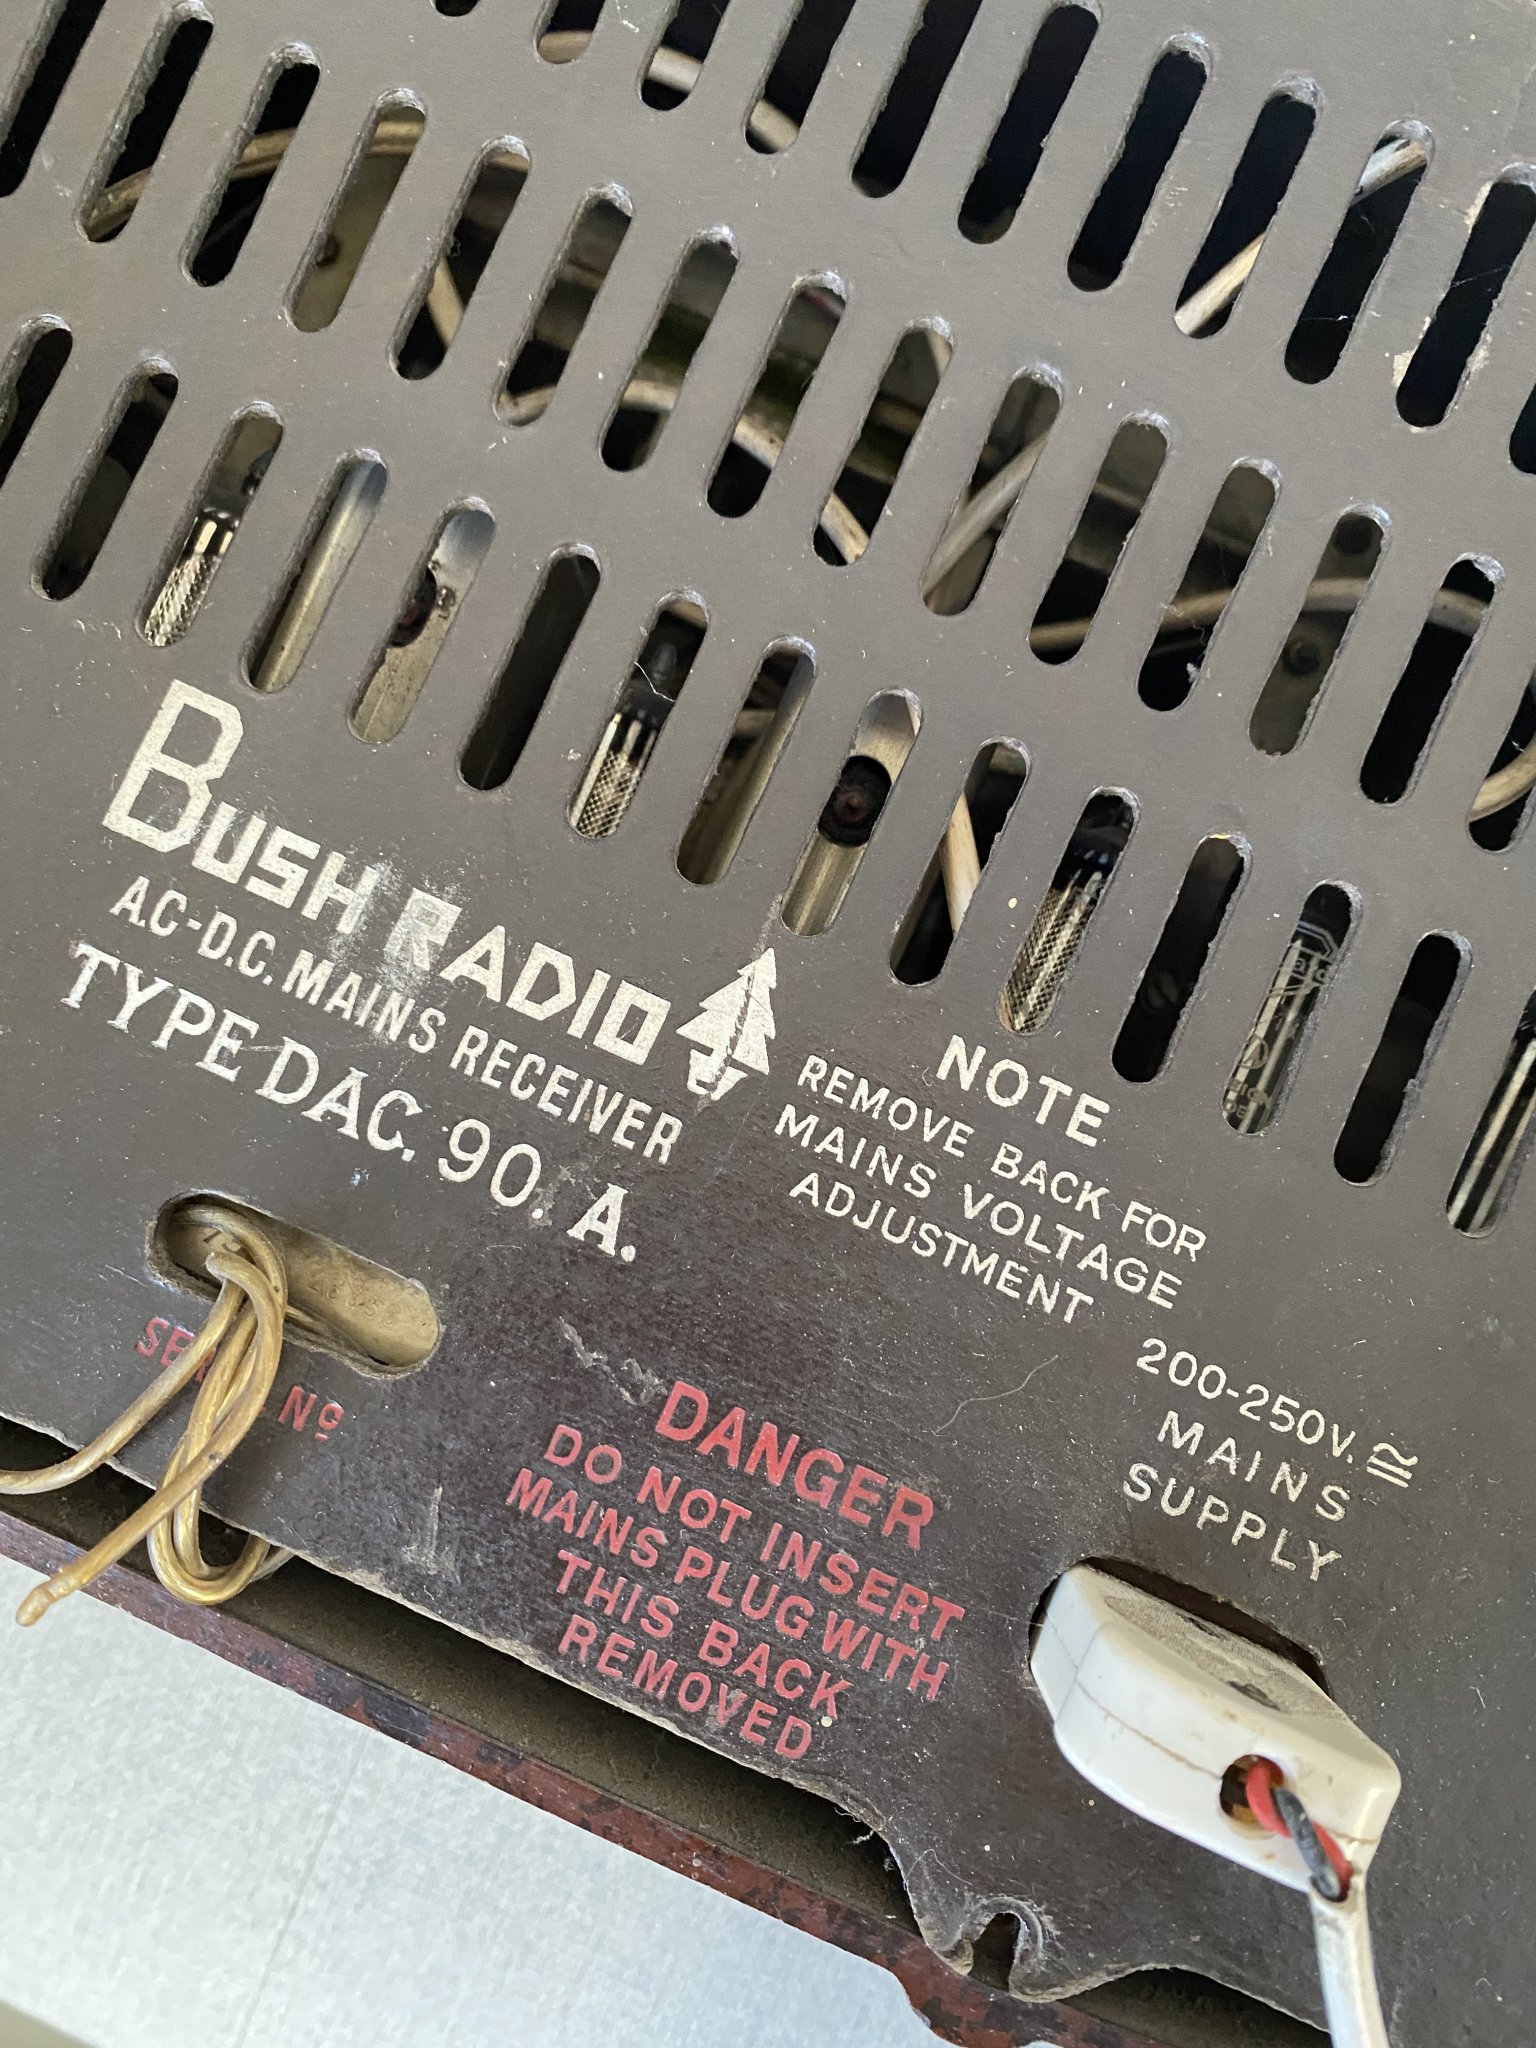 BUSH RADIO
A.C-D.C. MAINS RECEIVER
TYPE DAC. 90. A.
NOTE
REMOVE BACK FOR
MAINS VOLTAGE
ADJUSTMENT
200-250V. ≅
MAINS
SUPPLY
Nº
DANGER
DO NOT INSERT
MAINS PLUG WITH
THIS BACK
REMOVED